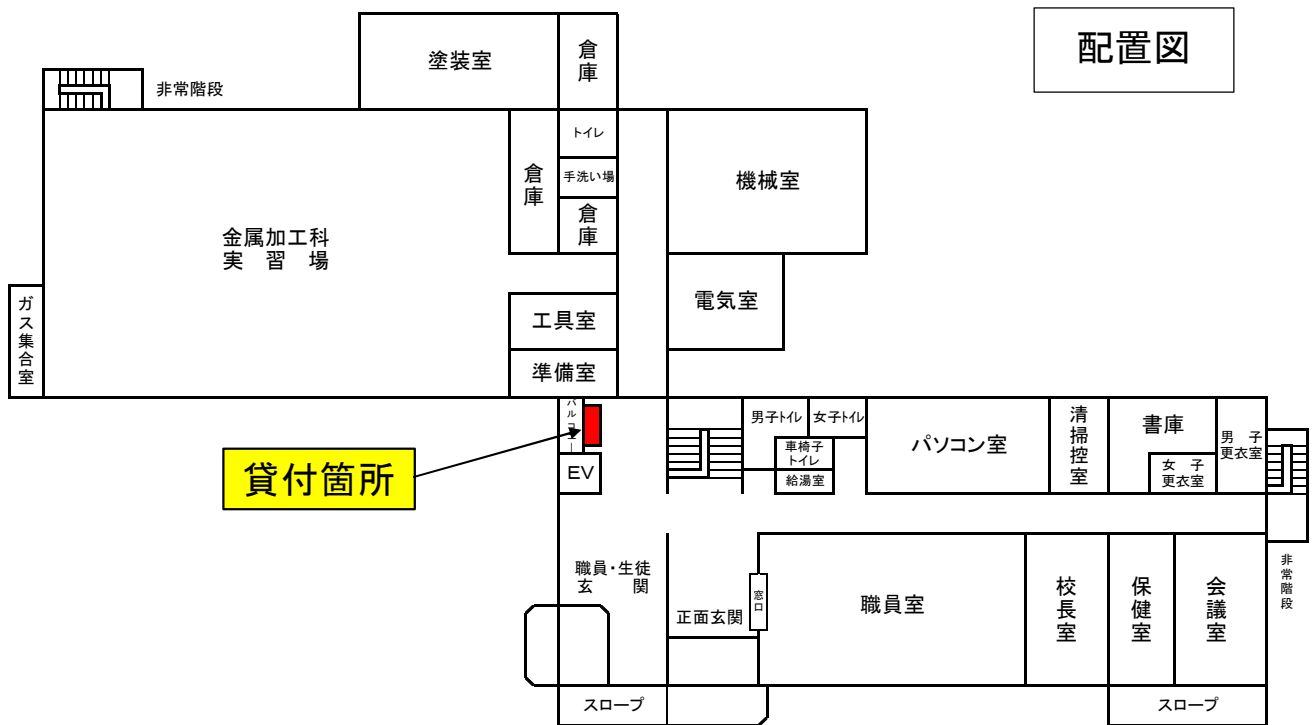 配置図
塗装室
倉庫
非常階段
トイレ
手洗い場
倉庫
倉庫
機械室
金属加工科
実習場
ガス集合室
工具室
電気室
準備室
バルコニー
貸付箇所
EV
男子トイレ
女子トイレ
車椅子
トイレ
給湯室
パソコン室
清掃控室
書庫
女子
更衣室
男子
更衣室
職員・生徒
玄関
正面玄関
窓口
職員室
校長室
保健室
会議室
非常階段
スロープ
スロープ